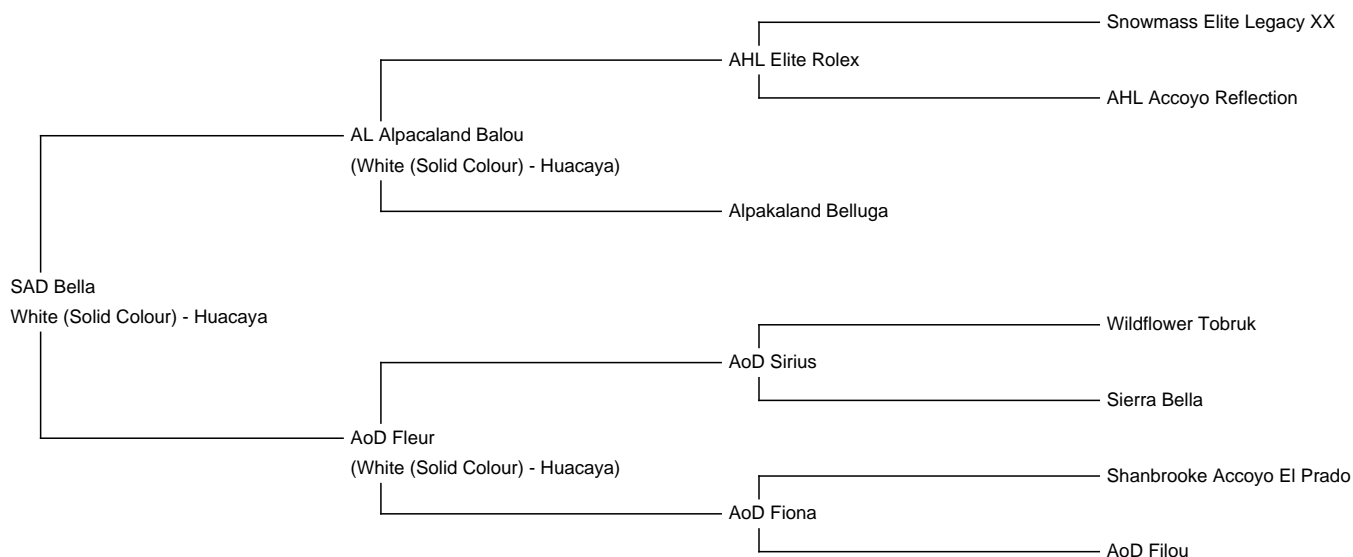 Snowmass Elite Legacy XX
AHL Elite Rolex
AHL Accoyo Reflection
AL Alpacaland Balou
(White (Solid Colour) - Huacaya)
Alpakaland Belluga
SAD Bella
White (Solid Colour) - Huacaya
Wildflower Tobruk
AoD Sirius
Sierra Bella
AoD Fleur
(White (Solid Colour) - Huacaya)
Shanbrooke Accoyo El Prado
AoD Fiona
AoD Filou